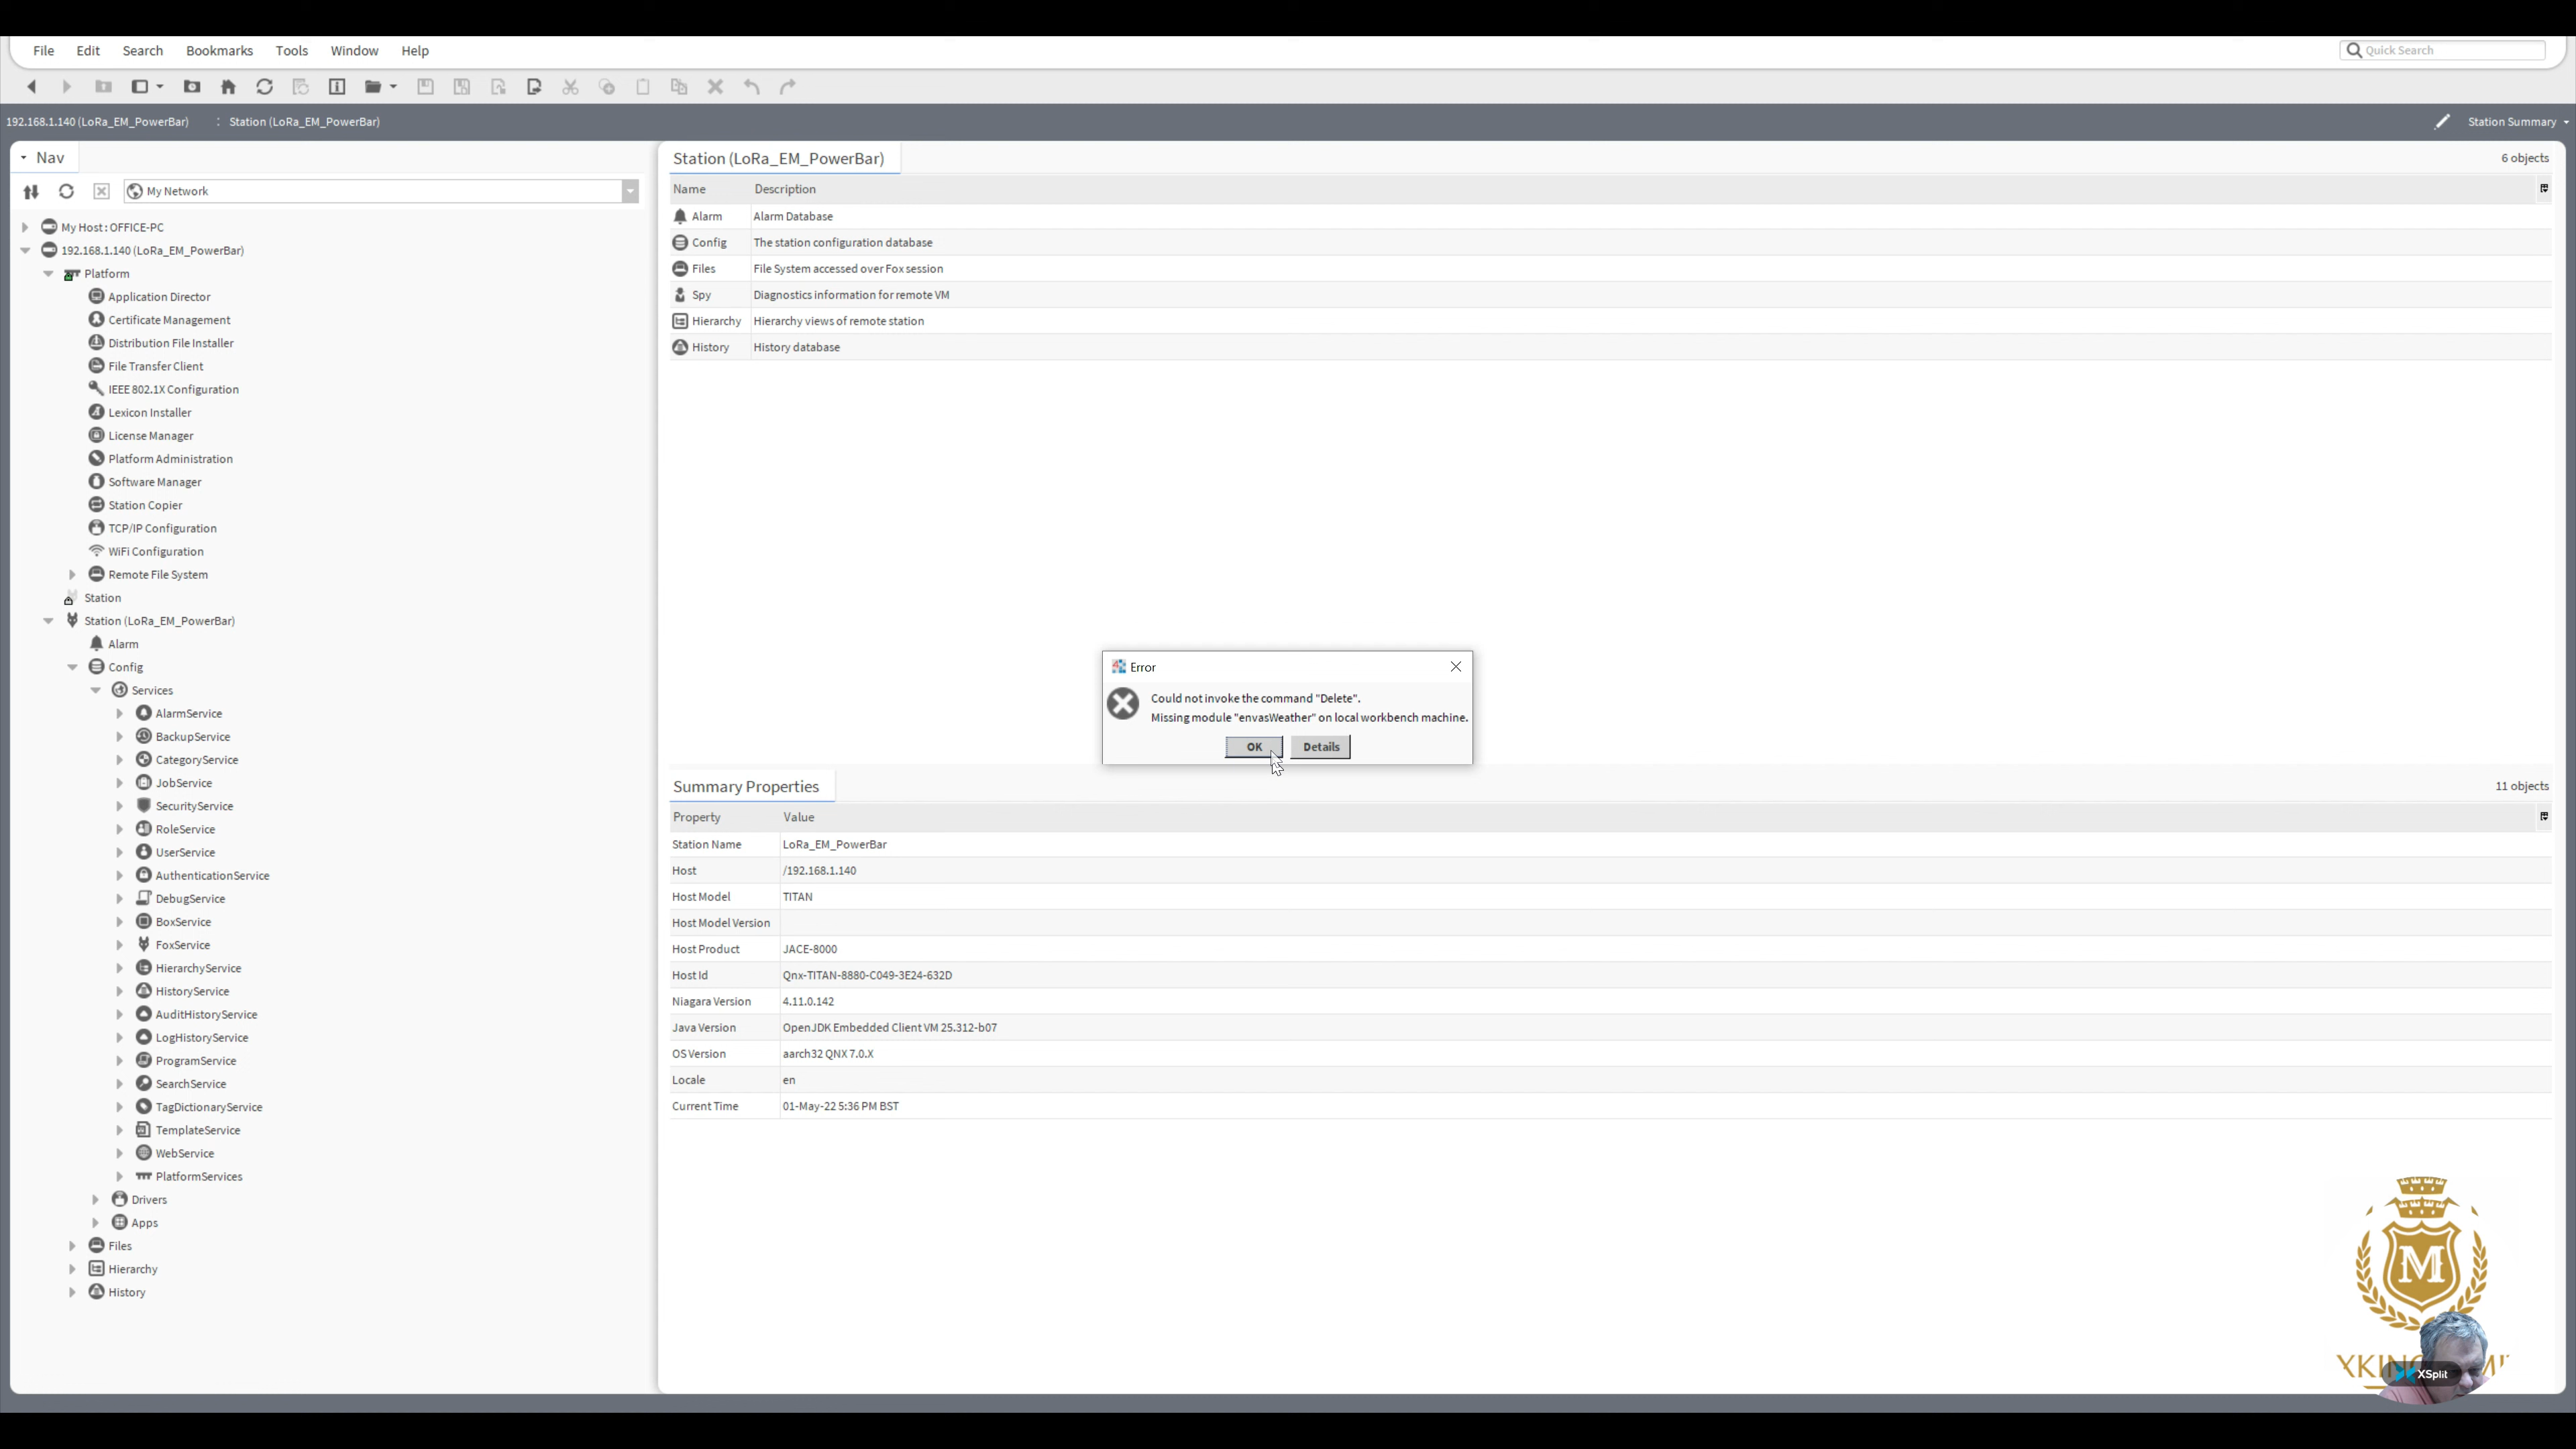 File Edit Search Bookmarks Tools Window Help
Quick Search
192.168.1.140 (LoRa_EM_PowerBar) : Station (LoRa_EM_PowerBar)
Station Summary
Nav
My Network
My Host : OFFICE-PC
192.168.1.140 (LoRa_EM_PowerBar)
Platform
Application Director
Certificate Management
Distribution File Installer
File Transfer Client
IEEE 802.1X Configuration
Lexicon Installer
License Manager
Platform Administration
Software Manager
Station Copier
TCP/IP Configuration
WiFi Configuration
Remote File System
Station
Station (LoRa_EM_PowerBar)
Alarm
Config
Services
AlarmService
BackupService
CategoryService
JobService
SecurityService
RoleService
UserService
AuthenticationService
DebugService
BoxService
FoxService
HierarchyService
HistoryService
AuditHistoryService
LogHistoryService
ProgramService
SearchService
TagDictionaryService
TemplateService
WebService
PlatformServices
Drivers
Apps
Files
Hierarchy
History
Station (LoRa_EM_PowerBar)
6 objects
Name Description
Alarm Alarm Database
Config The station configuration database
Files File System accessed over Fox session
Spy Diagnostics information for remote VM
Hierarchy Hierarchy views of remote station
History History database
Error
Could not invoke the command "Delete".
Missing module "envasWeather" on local workbench machine.
OK Details
Summary Properties
11 objects
Property Value
Station Name LoRa_EM_PowerBar
Host /192.168.1.140
Host Model TITAN
Host Model Version
Host Product JACE-8000
Host Id Qnx-TITAN-8880-C049-3E24-632D
Niagara Version 4.11.0.142
Java Version OpenJDK Embedded Client VM 25.312-b07
OS Version aarch32 QNX 7.0.X
Locale en
Current Time 01-May-22 5:36 PM BST
M
XSplit